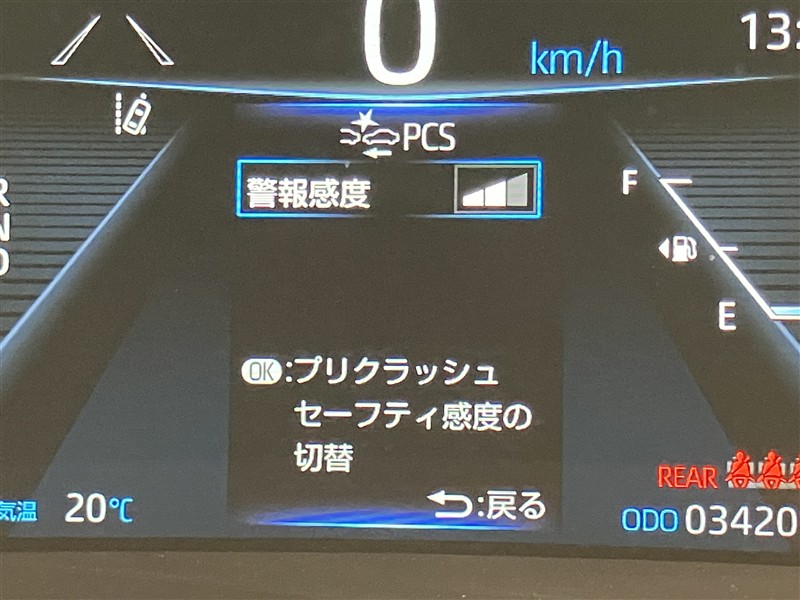 0
km/h
132
PCS
警報感度
F
E
OK:プリクラッシュ
セーフティ感度の
切替
:戻る
気温 20℃
REAR
ODO 03420
R
N
D